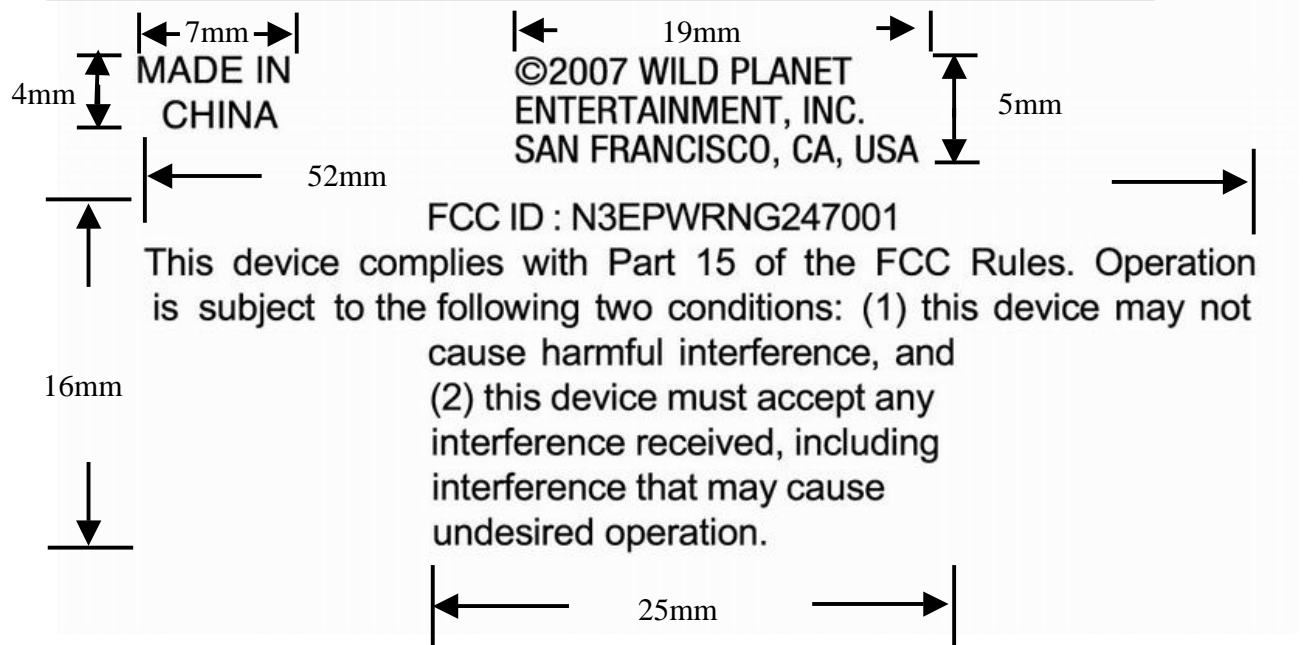 7mm
19mm
MADE IN
CHINA
4mm
©2007 WILD PLANET
ENTERTAINMENT, INC.
SAN FRANCISCO, CA, USA
5mm
52mm
FCC ID : N3EPWRNG247001
This device complies with Part 15 of the FCC Rules. Operation
is subject to the following two conditions: (1) this device may not
cause harmful interference, and
(2) this device must accept any
interference received, including
interference that may cause
undesired operation.
16mm
25mm